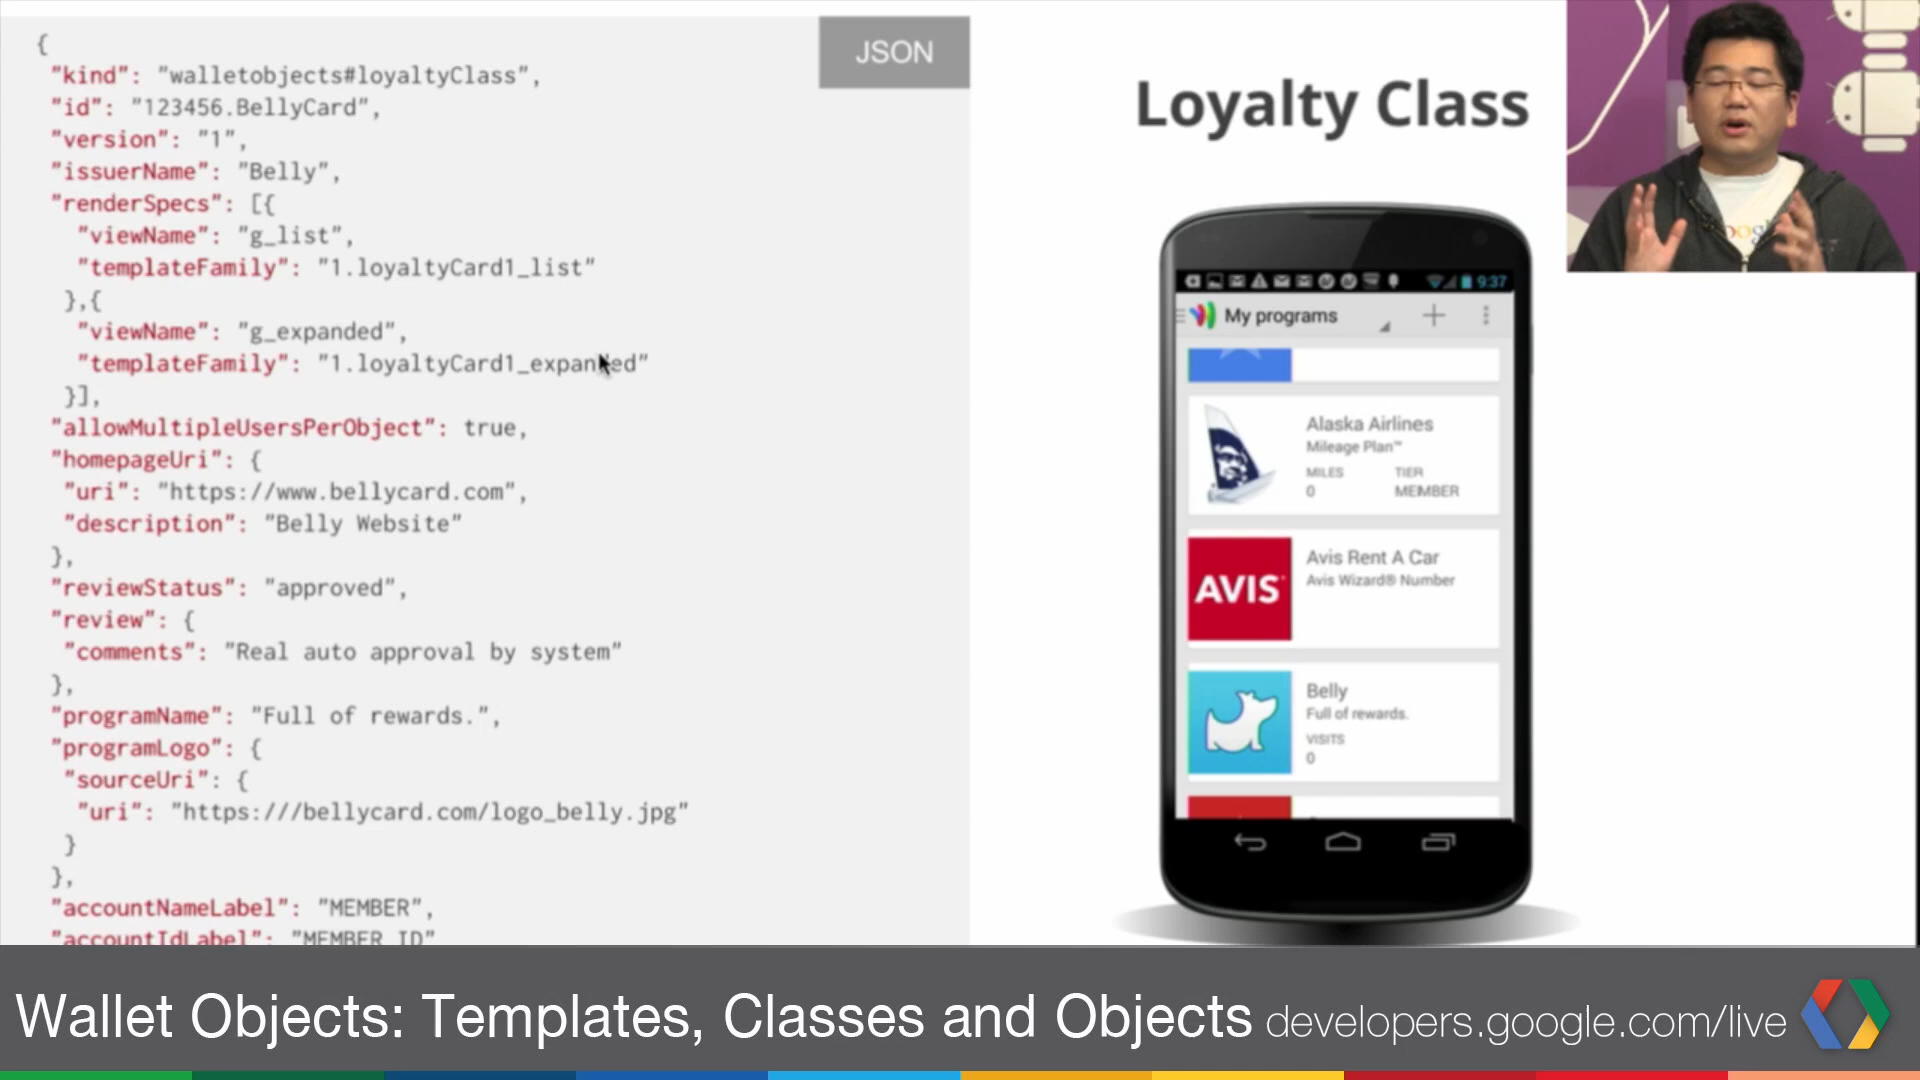 {
"kind": "walletobjects#loyaltyClass",
"id": "123456.BellyCard",
"version": "1",
"issuerName": "Belly",
"renderSpecs": [{
"viewName": "g_list",
"templateFamily": "1.loyaltyCard1_list"
},{
"viewName": "g_expanded",
"templateFamily": "1.loyaltyCard1_expanded"
}],
"allowMultipleUsersPerObject": true,
"homepageUri": {
"uri": "https://www.bellycard.com",
"description": "Belly Website"
},
"reviewStatus": "approved",
"review": {
"comments": "Real auto approval by system"
},
"programName": "Full of rewards.",
"programLogo": {
"sourceUri": {
"uri": "https:///bellycard.com/logo_belly.jpg"
}
},
"accountNameLabel": "MEMBER",
"accountIdLabel": "MEMBER ID"
JSON
Loyalty Class
9:37
My programs
Alaska Airlines
Mileage Plan™
MILES TIER
0 MEMBER
AVIS
Avis Rent A Car
Avis Wizard® Number
Belly
Full of rewards.
VISITS
0
Wallet Objects: Templates, Classes and Objects developers.google.com/live